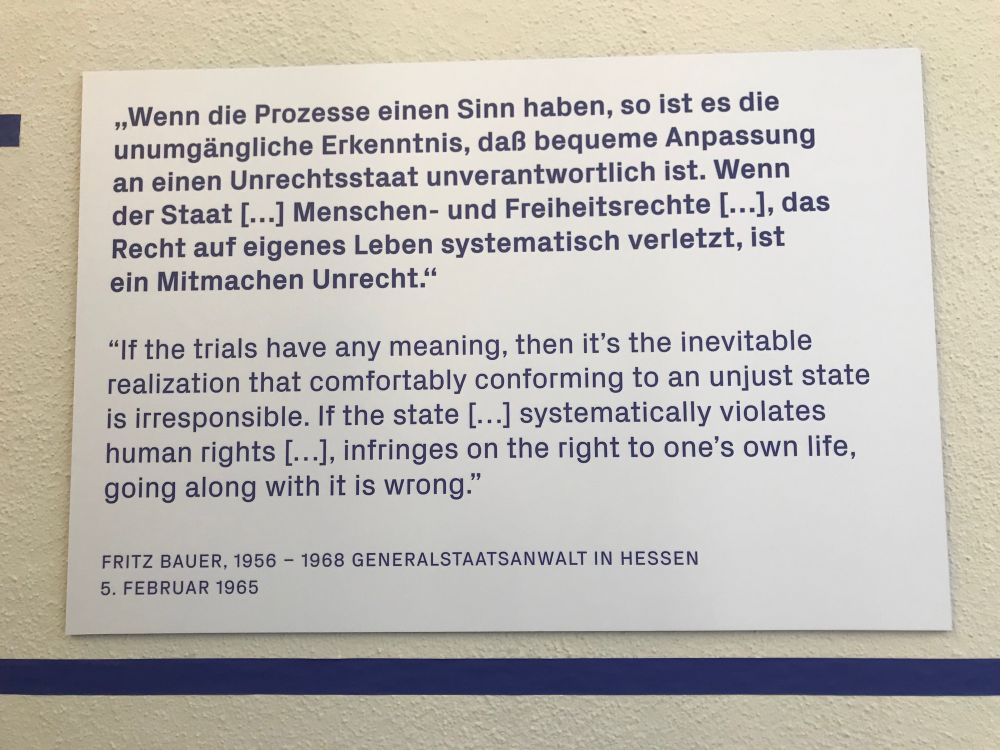 „Wenn die Prozesse einen Sinn haben, so ist es die
unumgängliche Erkenntnis, daß bequeme Anpassung
an einen Unrechtsstaat unverantwortlich ist. Wenn
der Staat [...] Menschen- und Freiheitsrechte [...], das
Recht auf eigenes Leben systematisch verletzt, ist
ein Mitmachen Unrecht.“
“If the trials have any meaning, then it’s the inevitable
realization that comfortably conforming to an unjust state
is irresponsible. If the state [...] systematically violates
human rights [...], infringes on the right to one’s own life,
going along with it is wrong.”
FRITZ BAUER, 1956 – 1968 GENERALSTAATSANWALT IN HESSEN
5. FEBRUAR 1965